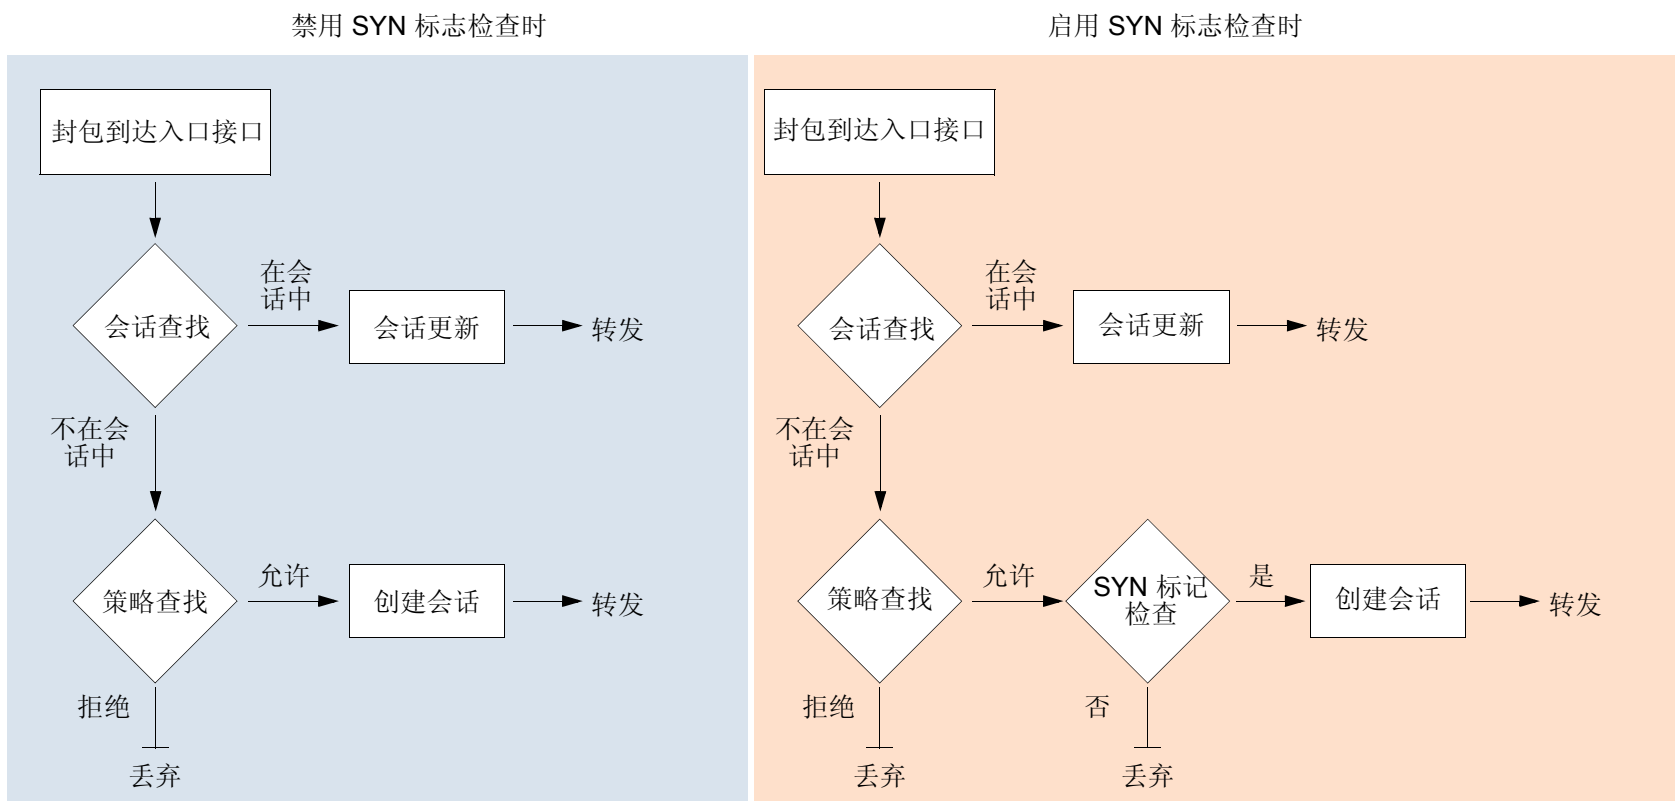 禁用 SYN 标志检查时
封包到达入口接口
在会
话中
会话查找
会话更新
转发
不在会
话中
策略查找
允许
创建会话
转发
拒绝
丢弃
启用 SYN 标志检查时
封包到达入口接口
在会
话中
会话查找
会话更新
转发
不在会
话中
策略查找
允许
SYN 标记
检查
是
创建会话
转发
拒绝
丢弃
否
丢弃